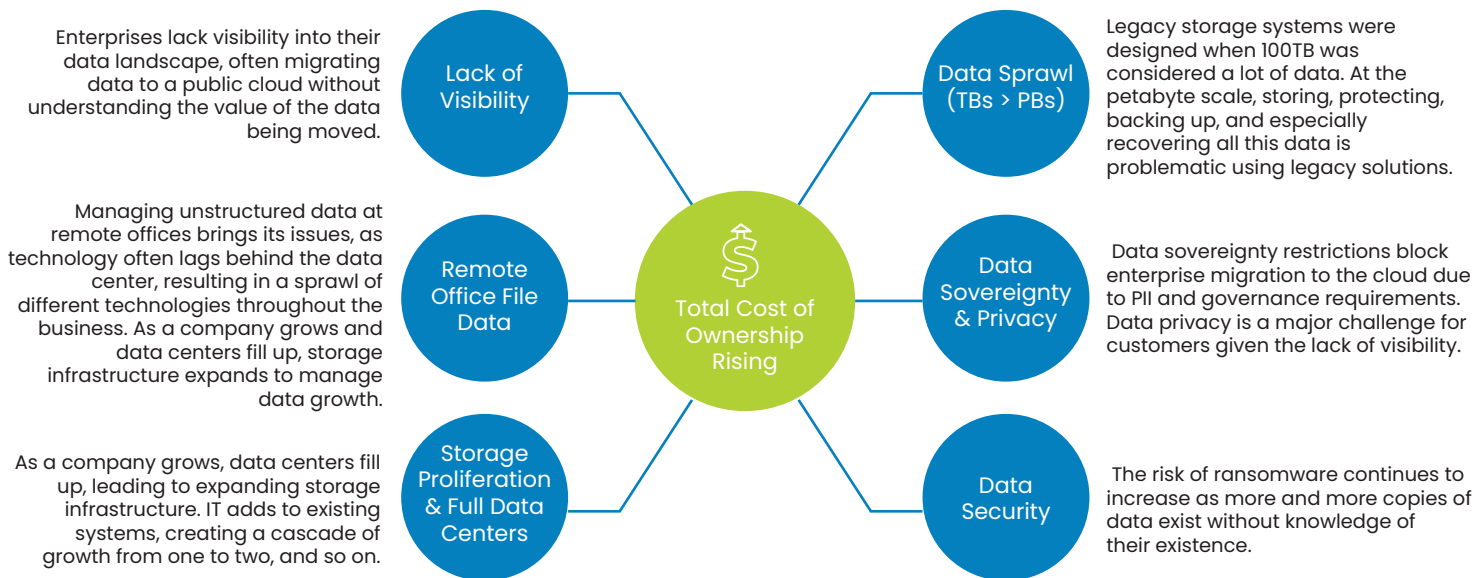 Enterprises lack visibility into their
data landscape, often migrating
data to a public cloud without
understanding the value of the data
being moved.
Lack of
Visibility
Managing unstructured data at
remote offices brings its issues, as
technology often lags behind the data
center, resulting in a sprawl of
different technologies throughout the
business. As a company grows and
data centers fill up, storage
infrastructure expands to manage
data growth.
Remote
Office File
Data
As a company grows, data centers fill
up, leading to expanding storage
infrastructure. IT adds to existing
systems, creating a cascade of
growth from one to two, and so on.
Storage
Proliferation
& Full Data
Centers
$
Total Cost of
Ownership
Rising
Data Sprawl
(TBs > PBs)
Legacy storage systems were
designed when 100TB was
considered a lot of data. At the
petabyte scale, storing, protecting,
backing up, and especially
recovering all this data is
problematic using legacy solutions.
Data
Sovereignty
& Privacy
Data sovereignty restrictions block
enterprise migration to the cloud due
to PII and governance requirements.
Data privacy is a major challenge for
customers given the lack of visibility.
Data
Security
The risk of ransomware continues to
increase as more and more copies of
data exist without knowledge of
their existence.